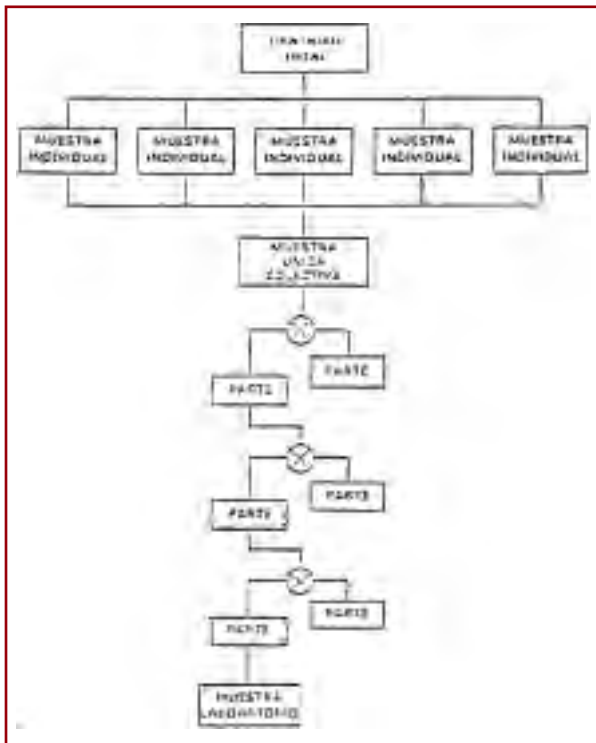 MUESTRA
INDIVIDUAL
MUESTRA
INDIVIDUAL
MUESTRA
INDIVIDUAL
MUESTRA
INDIVIDUAL
MUESTRA
INDIVIDUAL
MUESTRA
UNICA
COLECTIVA
PARTE
PARTE
PARTE
PARTE
PARTE
PARTE
MUESTRA
LABORATORIO